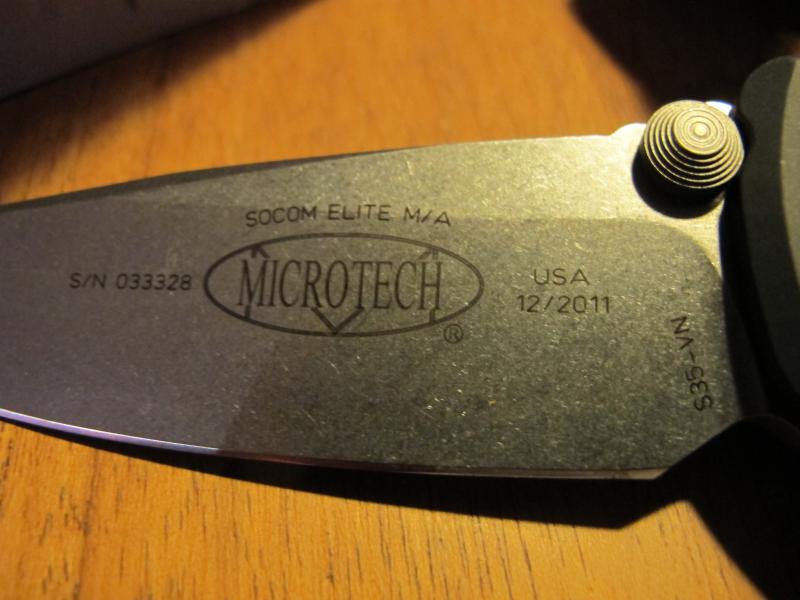 SOCOM ELITE M/A
S/N 033328
MICROTECH
®
USA
12/2011
S35-VN